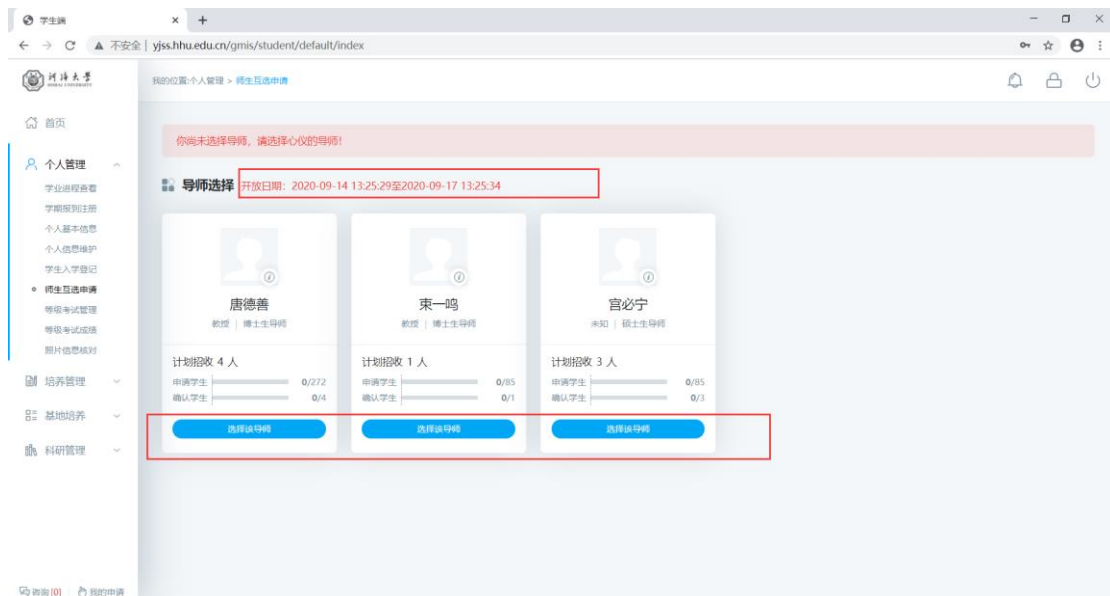 学生端
不安全 | yjss.hhu.edu.cn/gmis/student/default/index
河海大学
HOHAI UNIVERSITY
我的位置:个人管理 > 师生互选申请
首页
你尚未选择导师，请选择心仪的导师!
个人管理
学业进程查看
学期报到注册
个人基本信息
个人信息维护
学生入学登记
师生互选申请
等级考试管理
等级考试成绩
照片信息核对
培养管理
基地培养
科研管理
导师选择 开放日期: 2020-09-14 13:25:29至2020-09-17 13:25:34
唐德善
教授 | 博士生导师
计划招收 4 人
申请学生 0/272
确认学生 0/4
选择该导师
束一鸣
教授 | 博士生导师
计划招收 1 人
申请学生 0/85
确认学生 0/1
选择该导师
宫必宁
未知 | 硕士生导师
计划招收 3 人
申请学生 0/85
确认学生 0/3
选择该导师
咨询[0] 我的申请